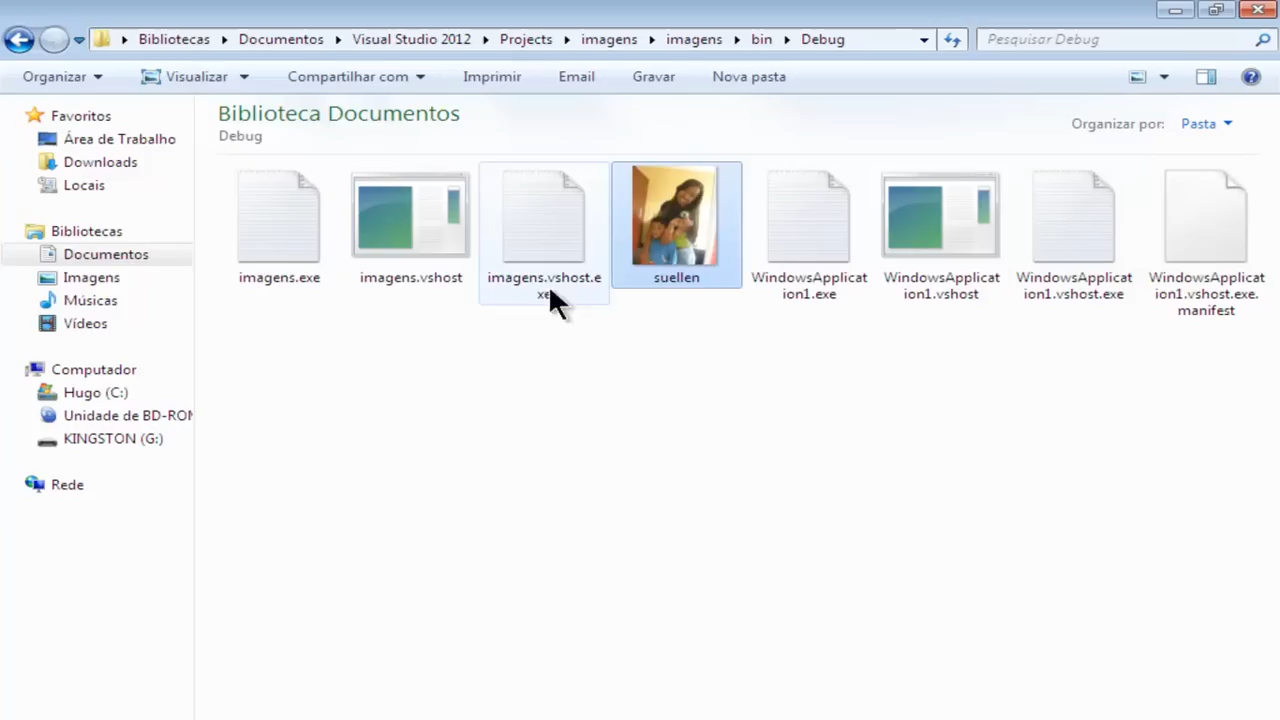 Bibliotecas Documentos Visual Studio 2012 Projects imagens imagens bin Debug Pesquisar Debug
Organizar Visualizar Compartilhar com Imprimir Email Gravar Nova pasta
Favoritos
Área de Trabalho
Downloads
Locais
Bibliotecas
Documentos
Imagens
Músicas
Vídeos
Computador
Hugo (C:)
Unidade de BD-ROM
KINGSTON (G:)
Rede
Biblioteca Documentos
Debug
Organizar por: Pasta
imagens.exe
imagens.vshost
imagens.vshost.e
xe
suellen
WindowsApplicat
ion1.exe
WindowsApplicat
ion1.vshost
WindowsApplicat
ion1.vshost.exe
WindowsApplicat
ion1.vshost.exe.
manifest